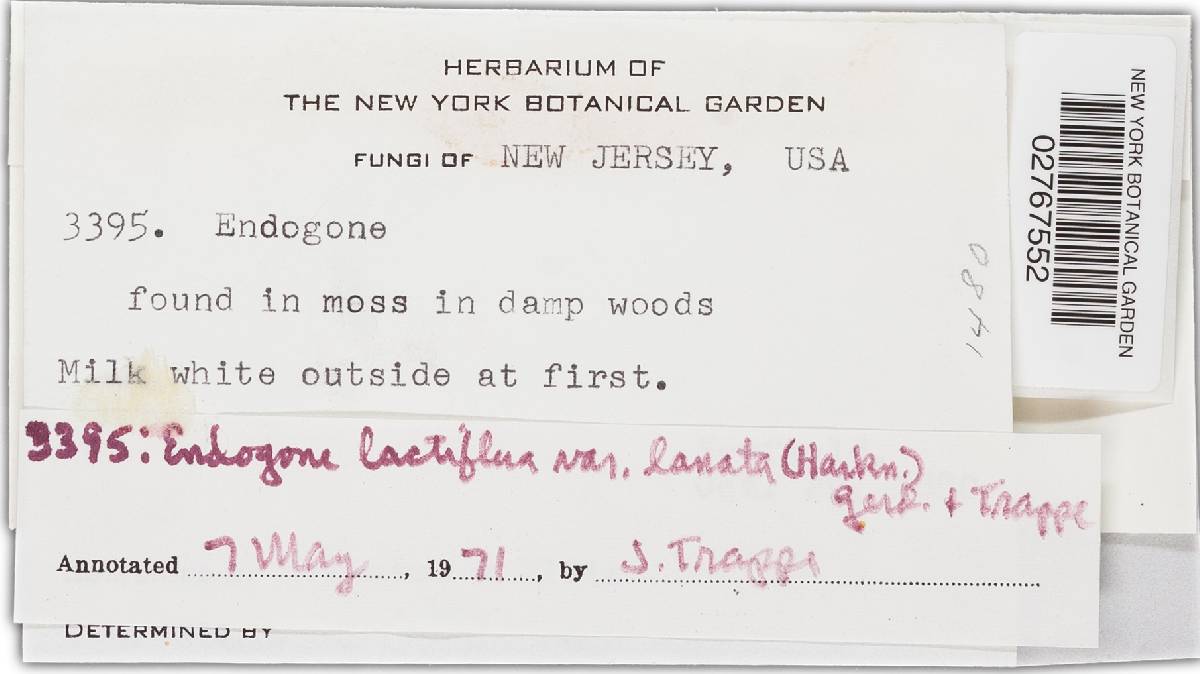 HERBARIUM OF
THE NEW YORK BOTANICAL GARDEN
FUNGI OF NEW JERSEY, USA
3395. Endogone
found in moss in damp woods
Milk white outside at first.
3395: Endogone lactiflua var. lanata (Harkn.)
Gerd. & Trappe
Annotated 7 May, 1971, by J. Trappe
DETERMINED BY
1480
NEW YORK BOTANICAL GARDEN
02767552